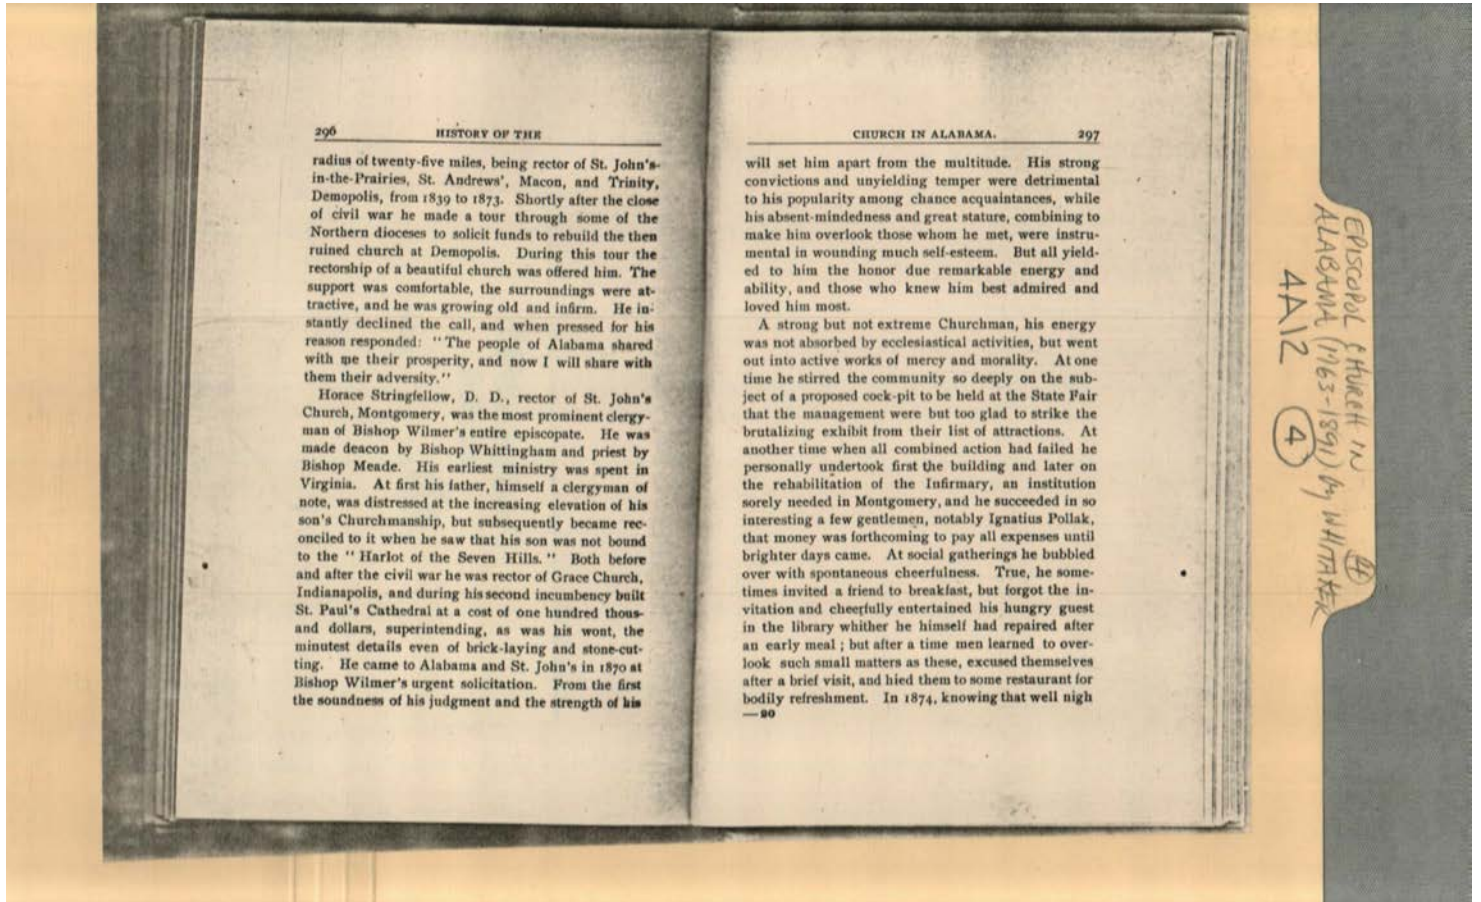 296 HISTORY OF THE
radius of twenty-five miles, being rector of St. John's-
in-the-Prairies, St. Andrews', Macon, and Trinity,
Demopolis, from 1839 to 1873. Shortly after the close
of civil war he made a tour through some of the
Northern dioceses to solicit funds to rebuild the then
ruined church at Demopolis. During this tour the
rectorship of a beautiful church was offered him. The
support was comfortable, the surroundings were at-
tractive, and he was growing old and infirm. He in-
stantly declined the call, and when pressed for his
reason responded: "The people of Alabama shared
with me their prosperity, and now I will share with
them their adversity."
Horace Stringfellow, D. D., rector of St. John's
Church, Montgomery, was the most prominent clergy-
man of Bishop Wilmer's entire episcopate. He was
made deacon by Bishop Whittingham and priest by
Bishop Meade. His earliest ministry was spent in
Virginia. At first his father, himself a clergyman of
note, was distressed at the increasing elevation of his
son's Churchmanship, but subsequently became rec-
onciled to it when he saw that his son was not bound
to the "Harlot of the Seven Hills." Both before
and after the civil war he was rector of Grace Church,
Indianapolis, and during his second incumbency built
St. Paul's Cathedral at a cost of one hundred thous-
and dollars, superintending, as was his wont, the
minutest details even of brick-laying and stone-cut-
ting. He came to Alabama and St. John's in 1870 at
Bishop Wilmer's urgent solicitation. From the first
the soundness of his judgment and the strength of his
CHURCH IN ALABAMA. 297
will set him apart from the multitude. His strong
convictions and unyielding temper were detrimental
to his popularity among chance acquaintances, while
his absent-mindedness and great stature, combining to
make him overlook those whom he met, were instru-
mental in wounding much self-esteem. But all yield-
ed to him the honor due remarkable energy and
ability, and those who knew him best admired and
loved him most.
A strong but not extreme Churchman, his energy
was not absorbed by ecclesiastical activities, but went
out into active works of mercy and morality. At one
time he stirred the community so deeply on the sub-
ject of a proposed cock-pit to be held at the State Fair
that the management were but too glad to strike the
brutalizing exhibit from their list of attractions. At
another time when all combined action had failed he
personally undertook first the building and later on
the rehabilitation of the Infirmary, an institution
sorely needed in Montgomery, and he succeeded in so
interesting a few gentlemen, notably Ignatius Pollak,
that money was forthcoming to pay all expenses until
brighter days came. At social gatherings he bubbled
over with spontaneous cheerfulness. True, he some-
times invited a friend to breakfast, but forgot the in-
vitation and cheerfully entertained his hungry guest
in the library whither he himself had repaired after
an early meal; but after a time men learned to over-
look such small matters as these, excused themselves
after a brief visit, and hied them to some restaurant for
bodily refreshment. In 1874, knowing that well nigh
—20
EPISCOPOL CHURCH IN (4)
ALABAMA (1763-1891) by WHITAKER
4A12 (4)